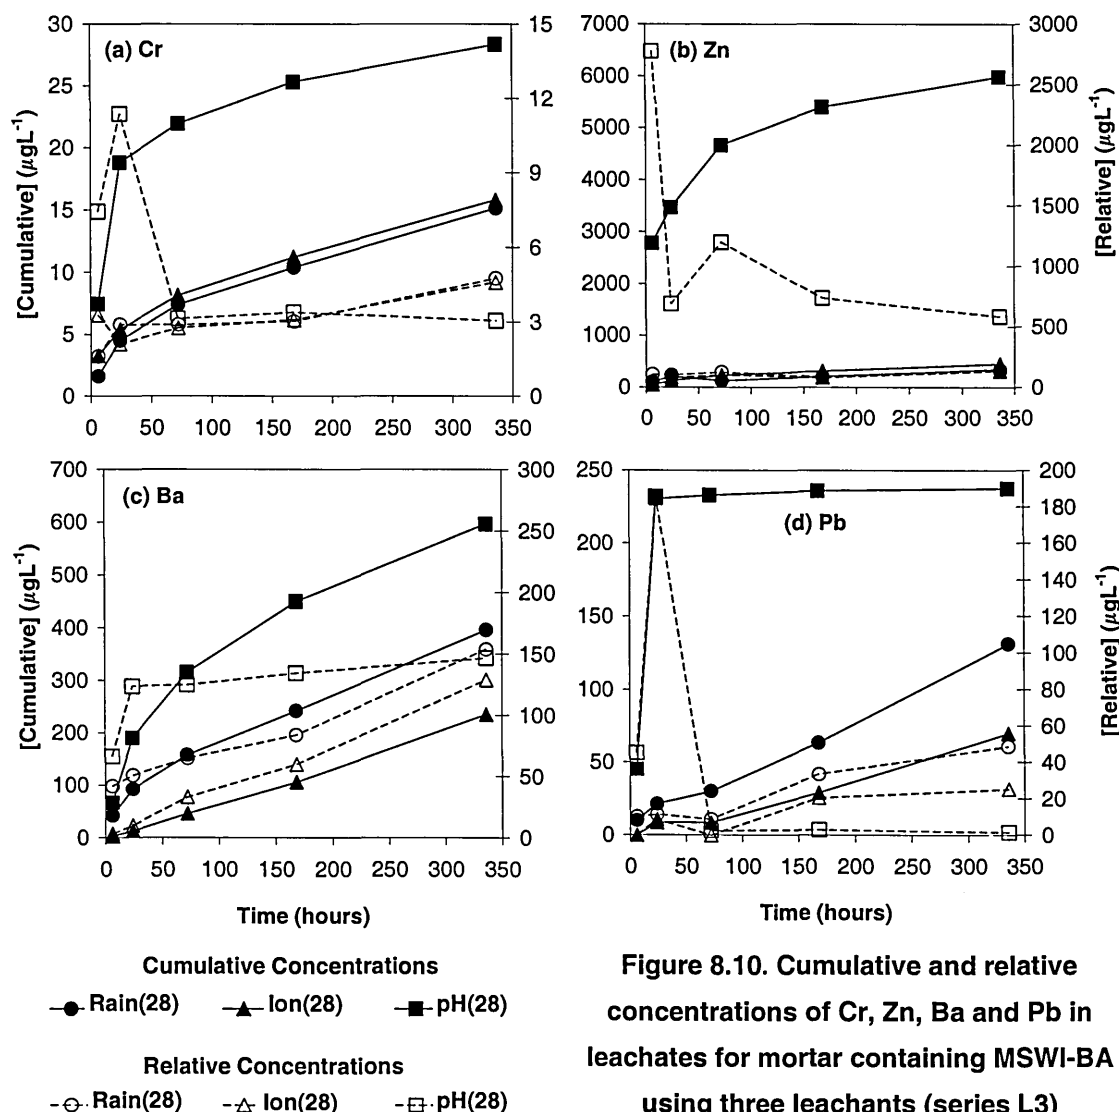 (a) Cr
[Cumulative] (μgL⁻¹)
30
25
20
15
10
5
0
15
12
9
6
3
0
0 50 100 150 200 250 300 350
(b) Zn
7000
6000
5000
4000
3000
2000
1000
0
3000
2500
2000
1500
1000
500
0
[Relative] (μgL⁻¹)
0 50 100 150 200 250 300 350
(c) Ba
[Cumulative] (μgL⁻¹)
700
600
500
400
300
200
100
0
300
250
200
150
100
50
0
0 50 100 150 200 250 300 350
Time (hours)
(d) Pb
250
200
150
100
50
0
200
180
160
140
120
100
80
60
40
20
0
[Relative] (μgL⁻¹)
0 50 100 150 200 250 300 350
Time (hours)
Cumulative Concentrations
Rain(28) Ion(28) pH(28)
Relative Concentrations
Rain(28) Ion(28) pH(28)
Figure 8.10. Cumulative and relative
concentrations of Cr, Zn, Ba and Pb in
leachates for mortar containing MSWI-BA
using three leachants (series L3)